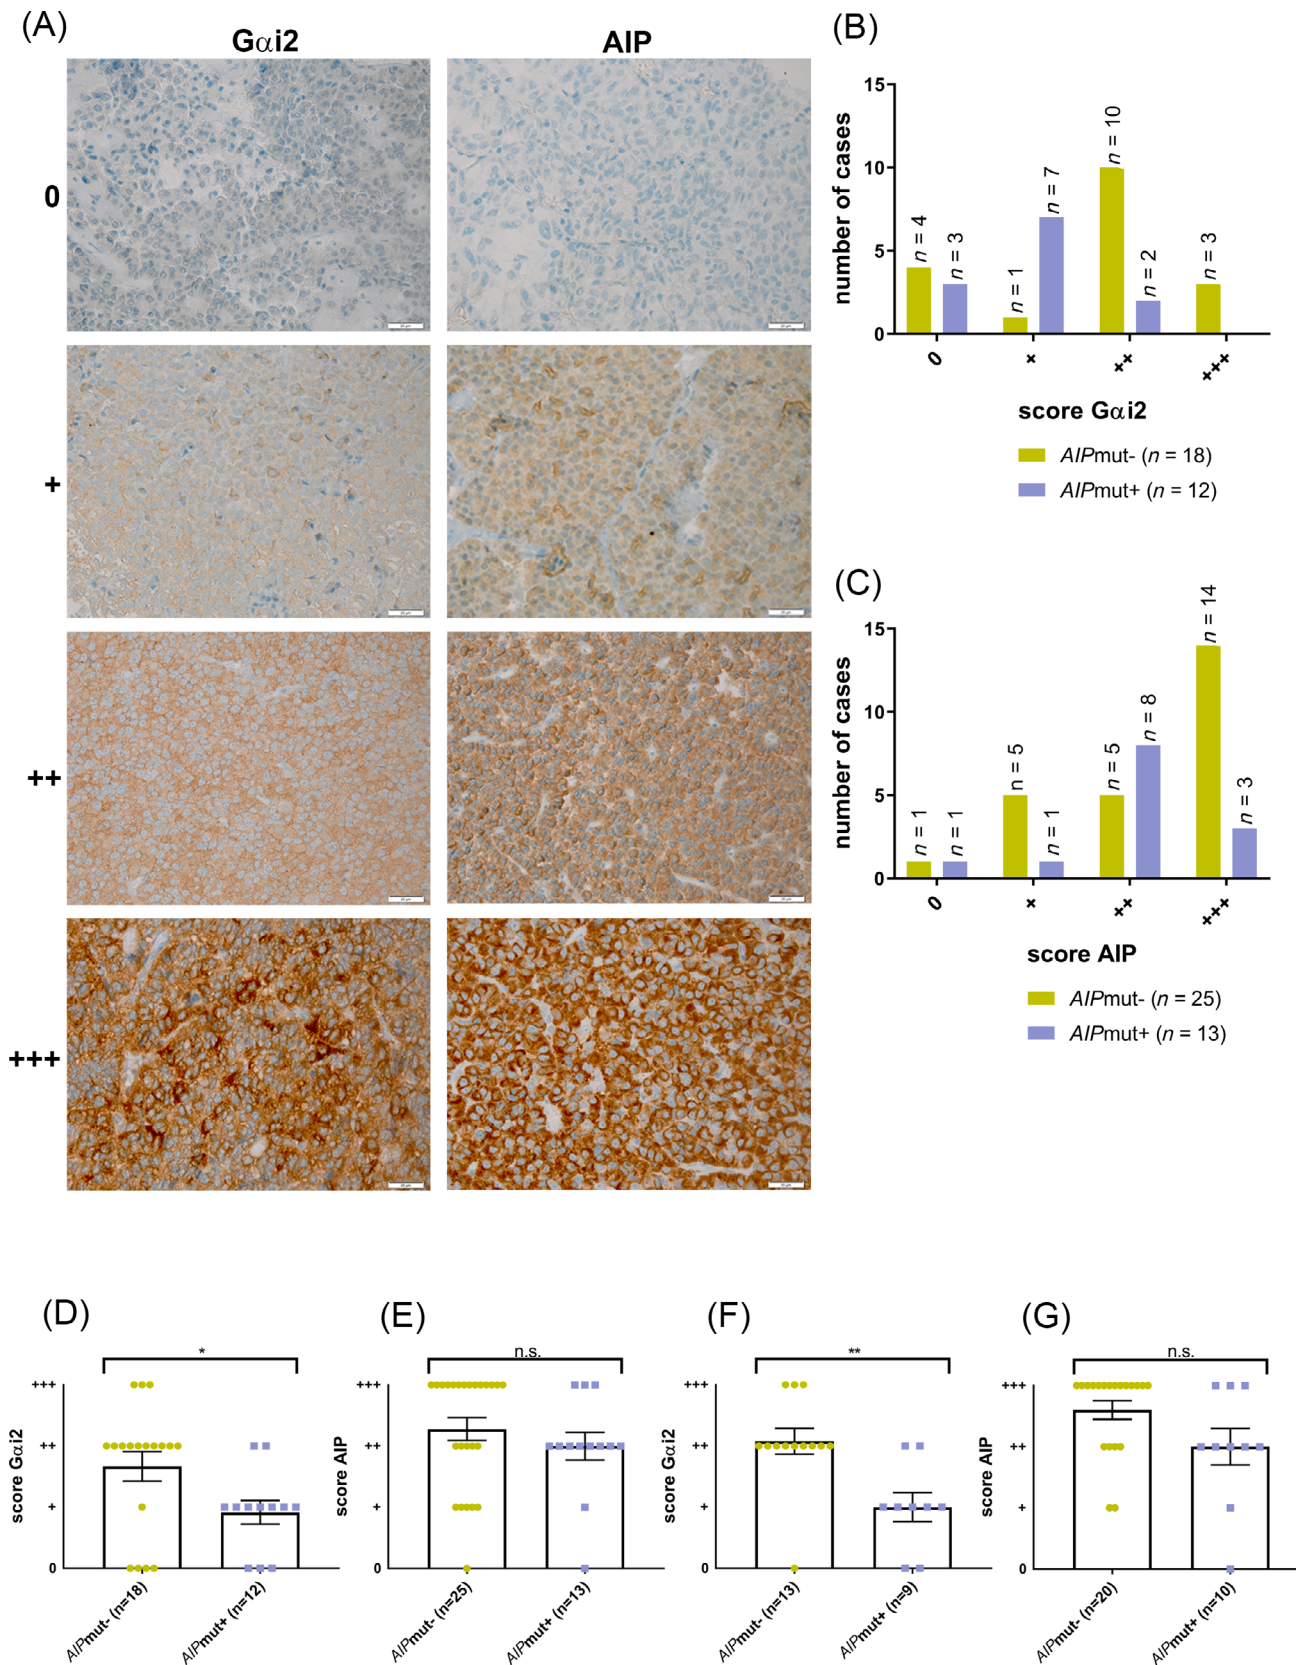 (A)
Gαi2
AIP
0
+
++
+++
(B)
number of cases
15
10
5
0
n = 4
n = 3
n = 1
n = 7
n = 10
n = 2
n = 3
0
+
++
+++
score Gαi2
AIPmut- (n = 18)
AIPmut+ (n = 12)
(C)
number of cases
15
10
5
0
n = 1
n = 1
n = 5
n = 1
n = 5
n = 8
n = 14
n = 3
0
+
++
+++
score AIP
AIPmut- (n = 25)
AIPmut+ (n = 13)
(D)
*
score Gαi2
+++
++
+
0
AIPmut- (n=18)
AIPmut+ (n=12)
(E)
n.s.
score AIP
+++
++
+
0
AIPmut- (n=25)
AIPmut+ (n=13)
(F)
**
score Gαi2
+++
++
+
0
AIPmut- (n=13)
AIPmut+ (n=9)
(G)
n.s.
score AIP
+++
++
+
0
AIPmut- (n=20)
AIPmut+ (n=10)